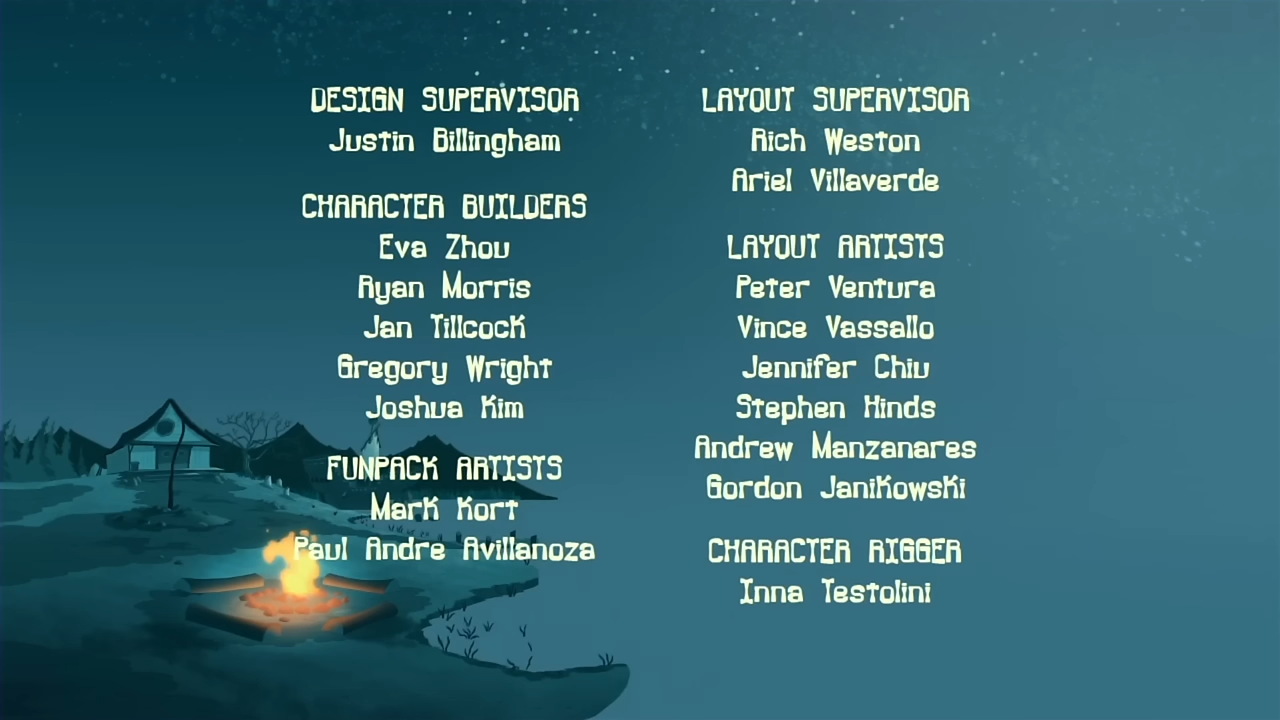 DESIGN SUPERVISOR
Justin Billingham
CHARACTER BUILDERS
Eva Zhou
Ryan Morris
Jan Tillcock
Gregory Wright
Joshua Kim
FUNPACK ARTISTS
Mark Kort
Paul Andre Avillanoza
LAYOUT SUPERVISOR
Rich Weston
Ariel Villaverde
LAYOUT ARTISTS
Peter Ventura
Vince Vassallo
Jennifer Chiu
Stephen Hinds
Andrew Manzanares
Gordon Janikowski
CHARACTER RIGGER
Inna Testolini